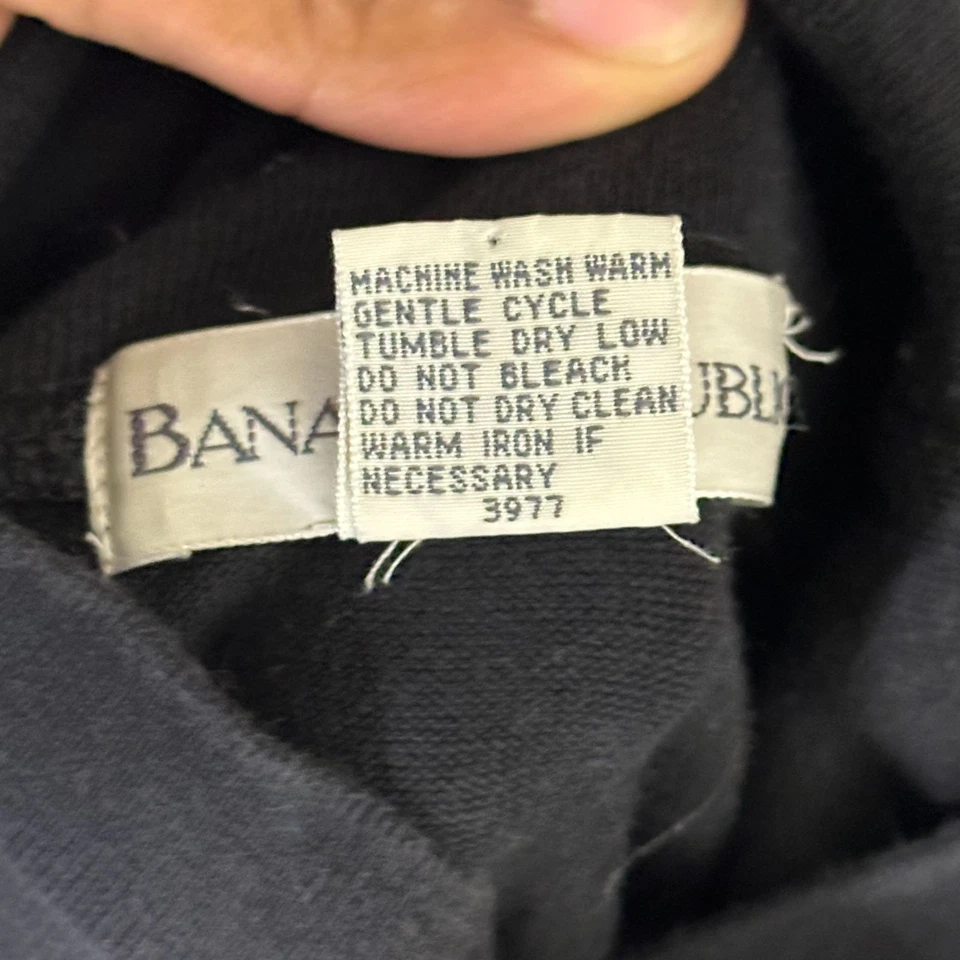 MACHINE WASH WARM
GENTLE CYCLE
TUMBLE DRY LOW
DO NOT BLEACH
DO NOT DRY CLEAN
WARM IRON IF
NECESSARY
3977
BANA UBLIC